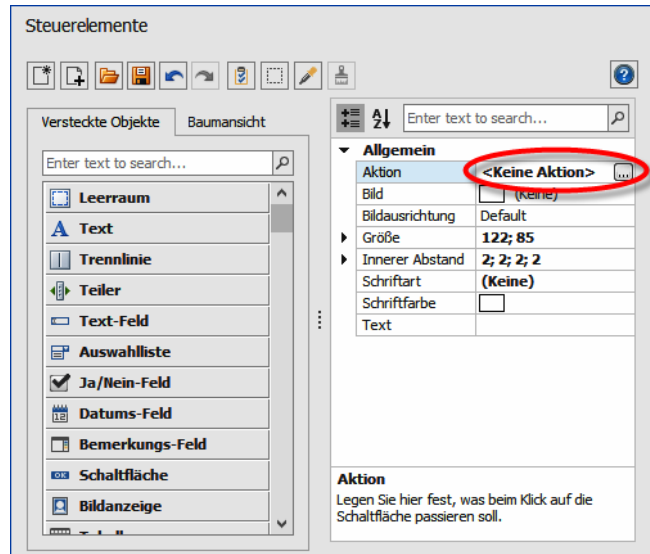 Steuerelemente
Versteckte Objekte
Baumansicht
Enter text to search...
Leerraum
Text
Trennlinie
Teiler
Text-Feld
Auswahlliste
Ja/Nein-Feld
Datums-Feld
Bemerkungs-Feld
OK Schaltfläche
Bildanzeige
Enter text to search...
Allgemein
Aktion <Keine Aktion> ...
Bild (Keine)
Bildausrichtung Default
Größe 122; 85
Innerer Abstand 2; 2; 2; 2
Schriftart (Keine)
Schriftfarbe
Text
Aktion
Legen Sie hier fest, was beim Klick auf die
Schaltfläche passieren soll.